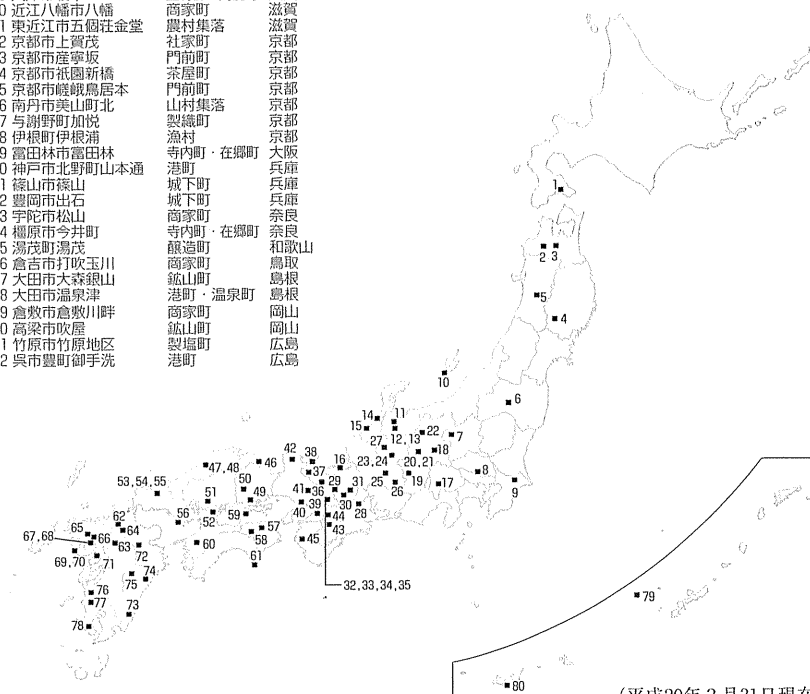 0 近江八幡市八幡 商家町 滋賀
1 東近江市五個荘金堂 農村集落 滋賀
2 京都市上賀茂 社家町 京都
3 京都市産寧坂 門前町 京都
4 京都市祇園新橋 茶屋町 京都
5 京都市嵯峨鳥居本 門前町 京都
6 南丹市美山町北 山村集落 京都
7 与謝野町加悦 製織町 京都
8 伊根町伊根浦 漁村 京都
9 富田林市富田林 寺内町・在郷町 大阪
0 神戸市北野町山本通 港町 兵庫
1 篠山市篠山 城下町 兵庫
2 豊岡市出石 城下町 兵庫
3 宇陀市松山 商家町 奈良
4 橿原市今井町 寺内町・在郷町 奈良
5 湯茂町湯茂 醸造町 和歌山
6 倉吉市打吹玉川 商家町 鳥取
7 大田市大森銀山 鉱山町 島根
8 大田市温泉津 港町・温泉町 島根
9 倉敷市倉敷川畔 商家町 岡山
0 高梁市吹屋 鉱山町 岡山
1 竹原市竹原地区 製塩町 広島
2 呉市豊町御手洗 港町 広島
1
2 3
5
4
10
6
14 11
15
12,13 22 7
27
18
23,24 20,21 8
42 38 16
47,48 46
37
25 26 19 17 9
53,54,55 50 41 36 29 31
51 49 39 30 28
62 56 52 59 40 44
43
65 64 57
67,68 66 63 60 58 45
72
69,70 71 61
74
75
32,33,34,35
76
77 73
79
78
80
(平成20年3月31日現在